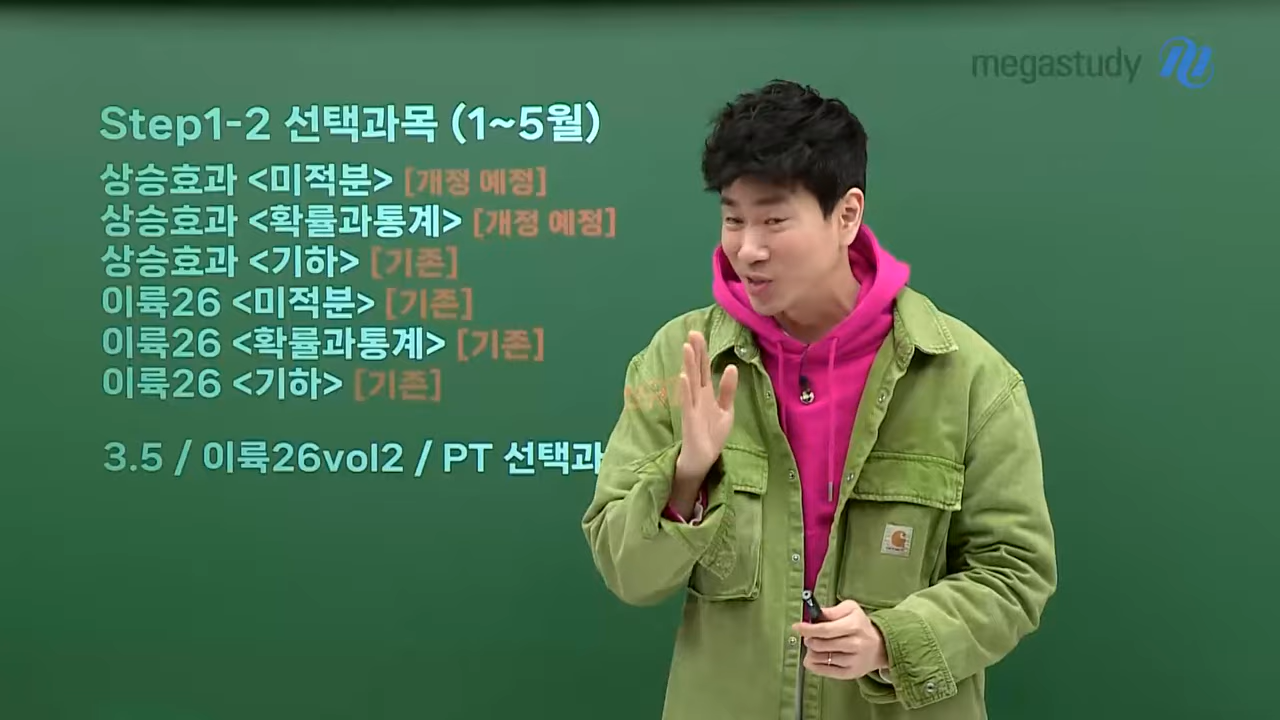 megastudy
Step1-2 선택과목 (1~5월)
상승효과 <미적분> [개정 예정]
상승효과 <확률과통계> [개정 예정]
상승효과 <기하> [기존]
이륙26 <미적분> [기존]
이륙26 <확률과통계> [기존]
이륙26 <기하> [기존]
3.5 / 이륙26vol2 / PT 선택과